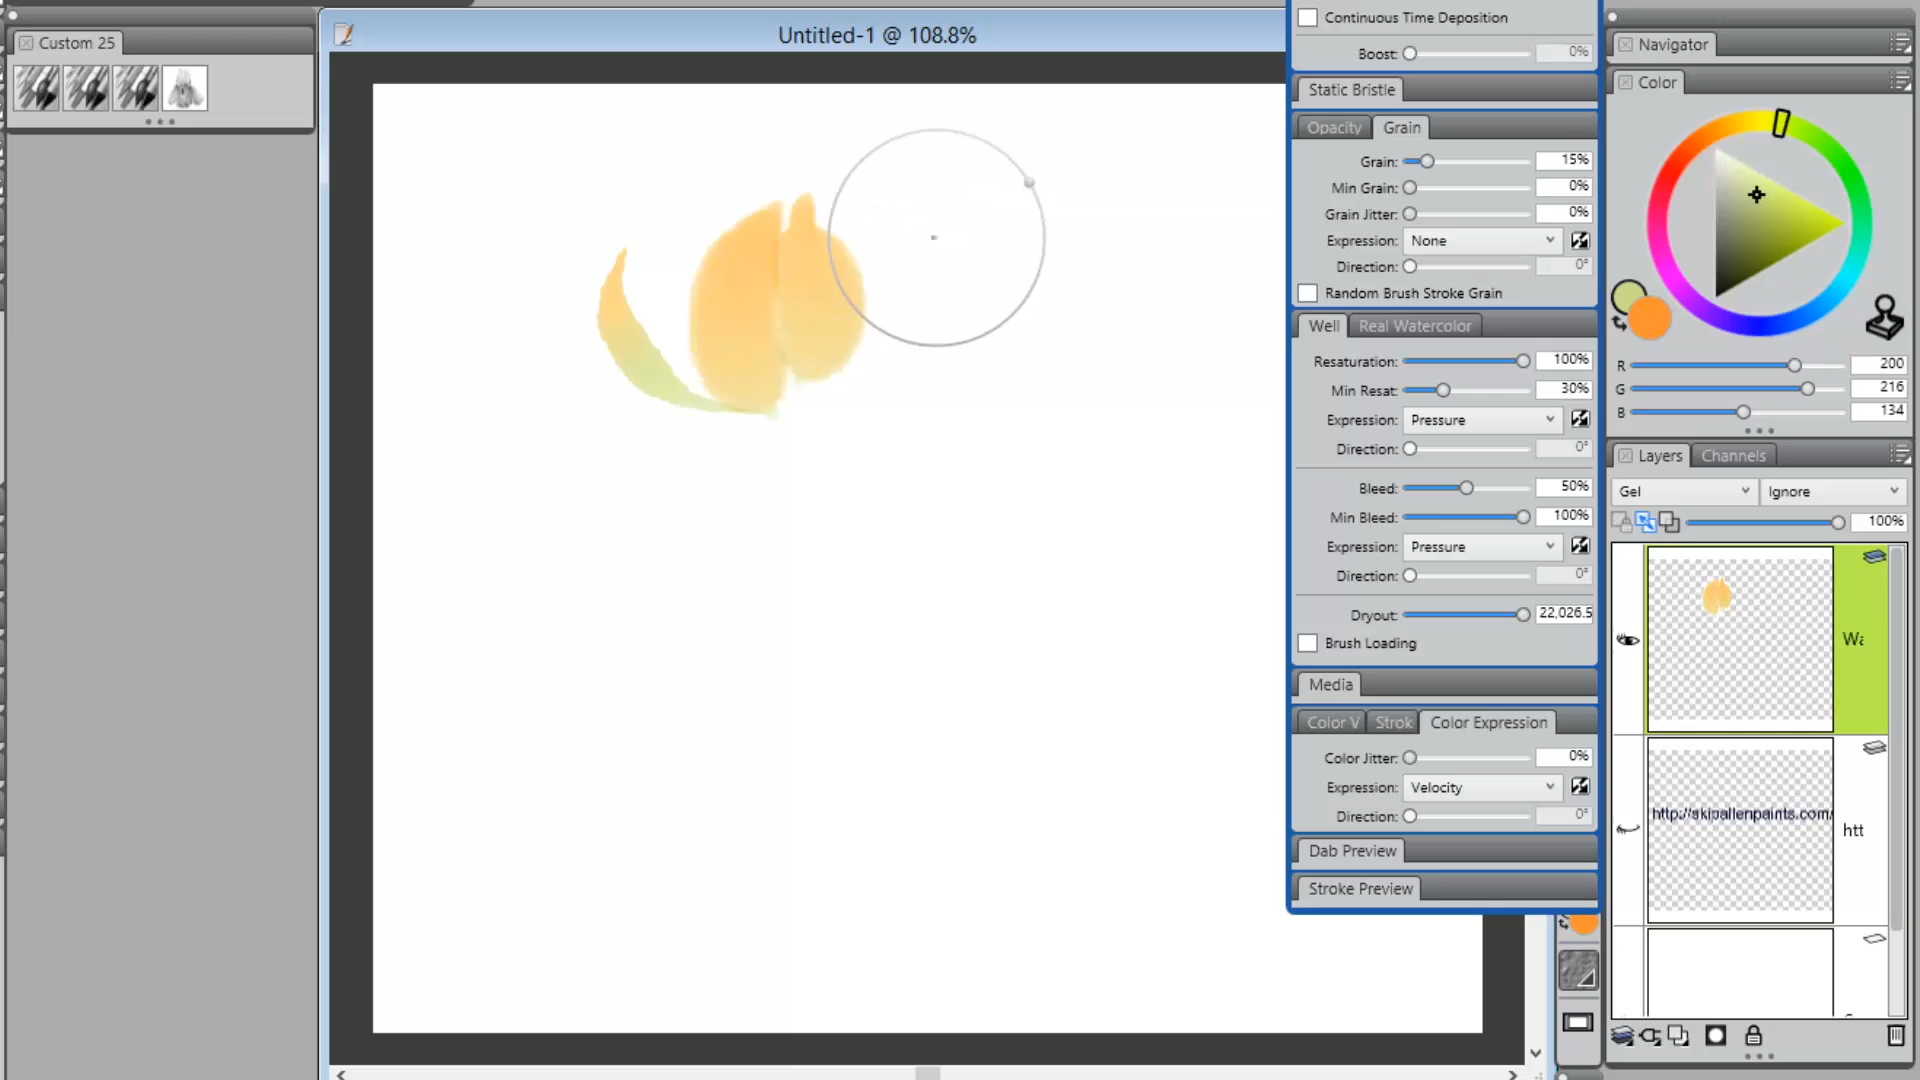 Custom 25
Untitled-1 @ 108.8%
Continuous Time Deposition
Boost: 0%
Static Bristle
Opacity Grain
Grain: 15%
Min Grain: 0%
Grain Jitter: 0%
Expression: None
Direction: 0°
Random Brush Stroke Grain
Well Real Watercolor
Resaturation: 100%
Min Resat: 30%
Expression: Pressure
Direction: 0°
Bleed: 50%
Min Bleed: 100%
Expression: Pressure
Direction: 0°
Dryout: 22,026.5
Brush Loading
Media
Color V Strok Color Expression
Color Jitter: 0%
Expression: Velocity
Direction: 0°
Dab Preview
Stroke Preview
Navigator
Color
R 200
G 216
B 134
Layers Channels
Gel Ignore
100%
Wa
http://skipallenpaints.com/
htt